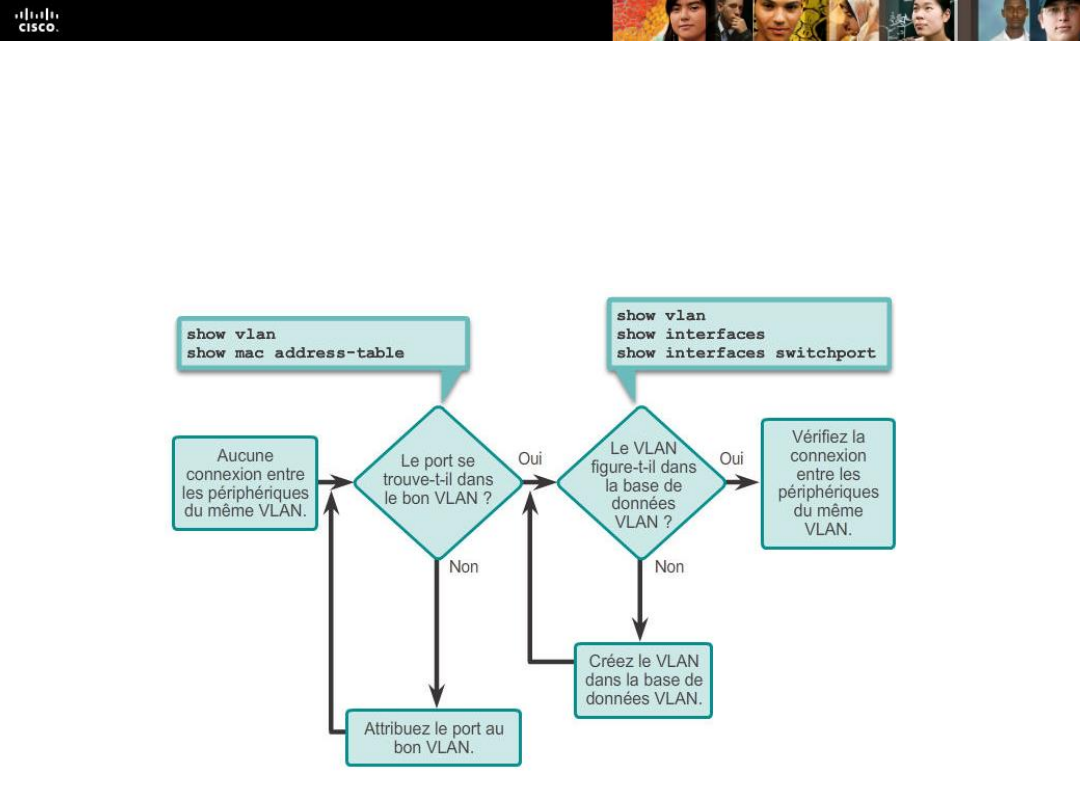 cisco.
show vlan
show mac address-table
show vlan
show interfaces
show interfaces switchport
Aucune
connexion entre
les périphériques
du même VLAN.
Le port se
trouve-t-il dans
le bon VLAN ?
Oui
Le VLAN
figure-t-il dans
la base de
données
VLAN ?
Oui
Vérifiez la
connexion
entre les
périphériques
du même
VLAN.
Non
Non
Créez le VLAN
dans la base de
données VLAN.
Attribuez le port au
bon VLAN.